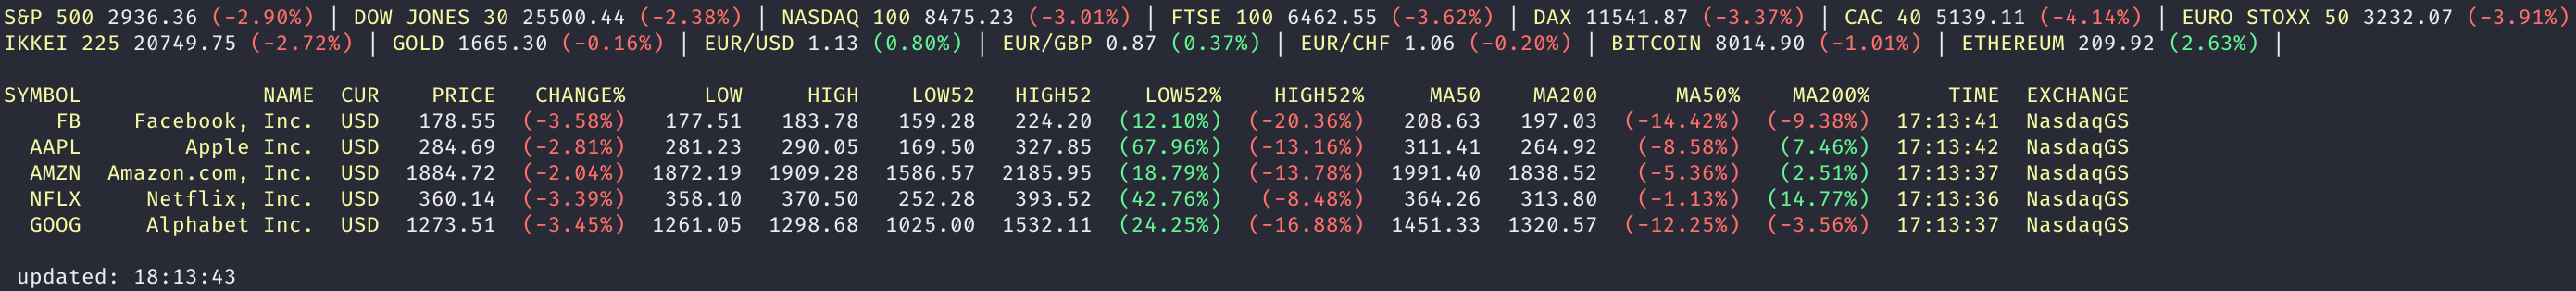 S&P 500 2936.36 (-2.90%) | DOW JONES 30 25500.44 (-2.38%) | NASDAQ 100 8475.23 (-3.01%) | FTSE 100 6462.55 (-3.62%) | DAX 11541.87 (-3.37%) | CAC 40 5139.11 (-4.14%) | EURO STOXX 50 3232.07 (-3.91%)
IKKEI 225 20749.75 (-2.72%) | GOLD 1665.30 (-0.16%) | EUR/USD 1.13 (0.80%) | EUR/GBP 0.87 (0.37%) | EUR/CHF 1.06 (-0.20%) | BITCOIN 8014.90 (-1.01%) | ETHEREUM 209.92 (2.63%) |
SYMBOL NAME CUR PRICE CHANGE% LOW HIGH LOW52 HIGH52 LOW52% HIGH52% MA50 MA200 MA50% MA200% TIME EXCHANGE
FB Facebook, Inc. USD 178.55 (-3.58%) 177.51 183.78 159.28 224.20 (12.10%) (-20.36%) 208.63 197.03 (-14.42%) (-9.38%) 17:13:41 NasdaqGS
AAPL Apple Inc. USD 284.69 (-2.81%) 281.23 290.05 169.50 327.85 (67.96%) (-13.16%) 311.41 264.92 (-8.58%) (7.46%) 17:13:42 NasdaqGS
AMZN Amazon.com, Inc. USD 1884.72 (-2.04%) 1872.19 1909.28 1586.57 2185.95 (18.79%) (-13.78%) 1991.40 1838.52 (-5.36%) (2.51%) 17:13:37 NasdaqGS
NFLX Netflix, Inc. USD 360.14 (-3.39%) 358.10 370.50 252.28 393.52 (42.76%) (-8.48%) 364.26 313.80 (-1.13%) (14.77%) 17:13:36 NasdaqGS
GOOG Alphabet Inc. USD 1273.51 (-3.45%) 1261.05 1298.68 1025.00 1532.11 (24.25%) (-16.88%) 1451.33 1320.57 (-12.25%) (-3.56%) 17:13:37 NasdaqGS
updated: 18:13:43